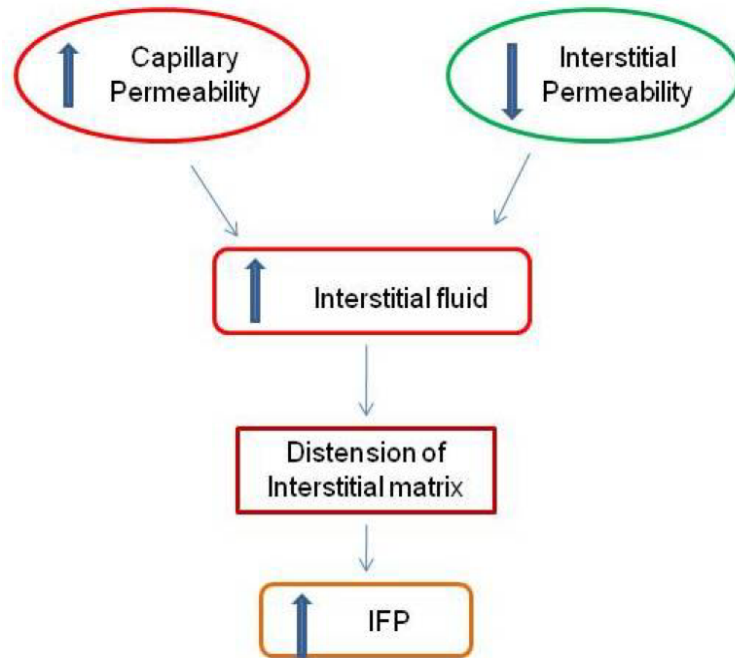 Capillary
Permeability
Interstitial
Permeability
Interstitial fluid
Distension of
Interstitial matrix
IFP